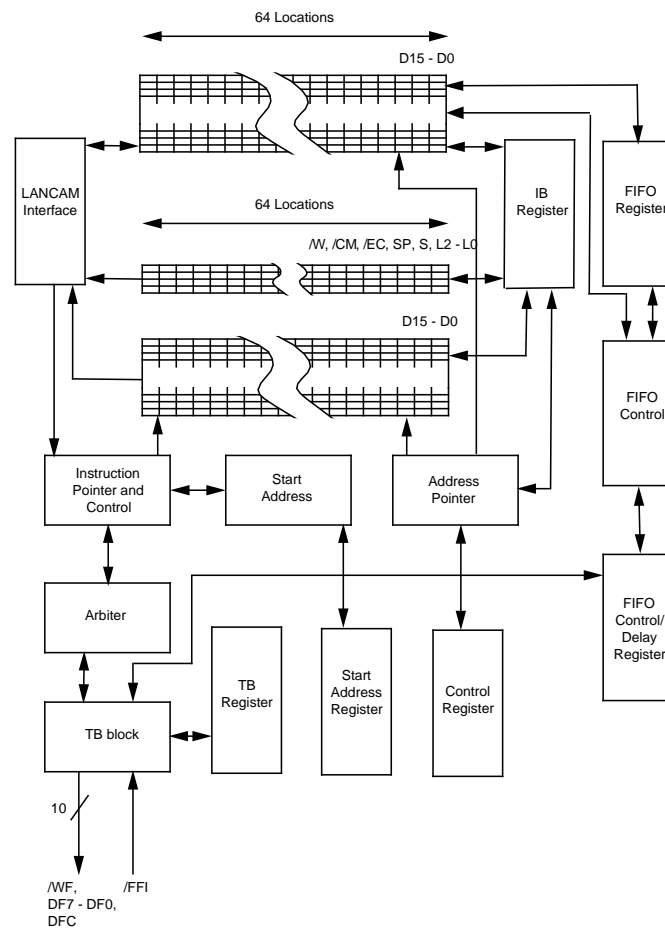 64 Locations
D15 - D0
LANCAM
Interface
IB
Register
FIFO
Register
64 Locations
/W, /CM, /EC, SP, S, L2 - L0
D15 - D0
FIFO
Control
Instruction
Pointer and
Control
Start
Address
Address
Pointer
Arbiter
TB
Register
Start
Address
Register
Control
Register
FIFO
Control/
Delay
Register
TB block
10
/WF,
DF7 - DF0,
DFC
/FFI